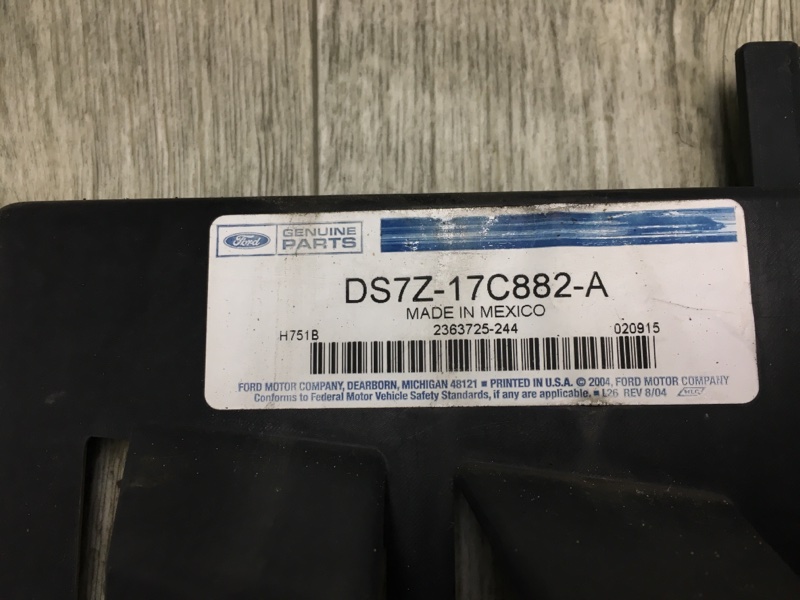 Ford GENUINE PARTS
DS7Z-17C882-A
MADE IN MEXICO
H751B 2363725-244 020915
FORD MOTOR COMPANY, DEARBORN, MICHIGAN 48121 ■ PRINTED IN U.S.A. © 2004, FORD MOTOR COMPANY
Conforms to Federal Motor Vehicle Safety Standards, if any are applicable. ■ L26 REV 8/04